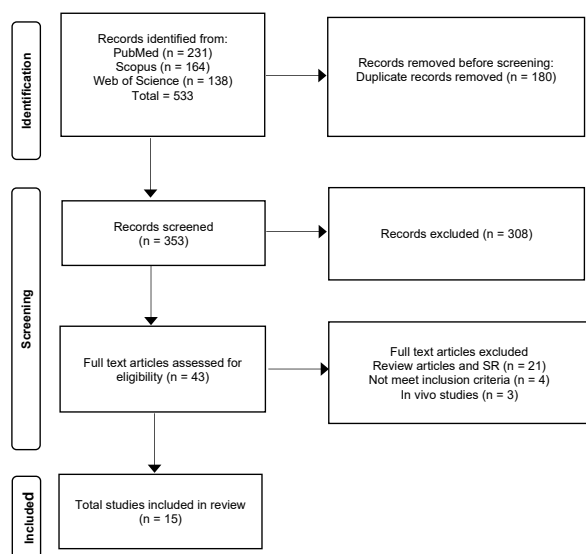 Identification
Records identified from:
PubMed (n = 231)
Scopus (n = 164)
Web of Science (n = 138)
Total = 533
Records removed before screening:
Duplicate records removed (n = 180)
Screening
Records screened
(n = 353)
Records excluded (n = 308)
Full text articles assessed for
eligibility (n = 43)
Full text articles excluded
Review articles and SR (n = 21)
Not meet inclusion criteria (n = 4)
In vivo studies (n = 3)
Included
Total studies included in review
(n = 15)